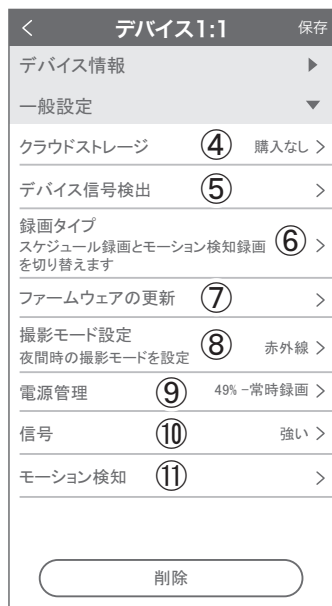 < デバイス1:1 保存
デバイス情報 ▶
一般設定 ▼
クラウドストレージ ④ 購入なし >
デバイス信号検出 ⑤ >
録画タイプ
スケジュール録画とモーション検知録画 ⑥ >
を切り替えます
ファームウェアの更新 ⑦ >
撮影モード設定 ⑧ 赤外線 >
夜間時の撮影モードを設定
電源管理 ⑨ 49% -常時録画 >
信号 ⑩ 強い >
モーション検知 ⑪ >
削除